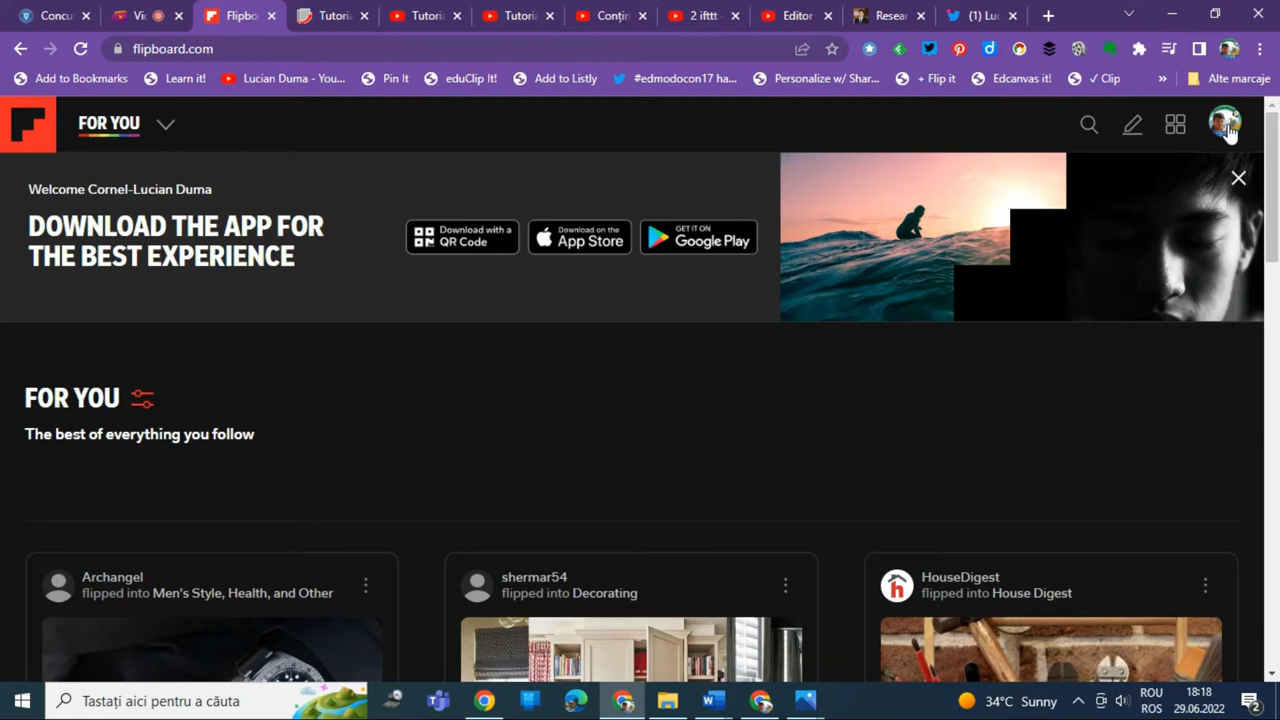 Concu
Vic
Flipbo
Tutori
Tutori
Tutori
Conțin
2 ifttt -
Editor
Resea
(1) Luc
flipboard.com
Add to Bookmarks
Learn it!
Lucian Duma - You...
Pin It
eduClip It!
Add to Listly
#edmodocon17 ha...
Personalize w/ Shar...
+ Flip it
Edcanvas it!
√ Clip
»
Alte marcaje
FOR YOU
Welcome Cornel-Lucian Duma
DOWNLOAD THE APP FOR
THE BEST EXPERIENCE
Download with a
QR Code
Download on the
App Store
GET IT ON
Google Play
FOR YOU
The best of everything you follow
Archangel
flipped into Men's Style, Health, and Other
shermar54
flipped into Decorating
HouseDigest
flipped into House Digest
Tastați aici pentru a căuta
34°C Sunny
ROU
ROS
18:18
29.06.2022
2